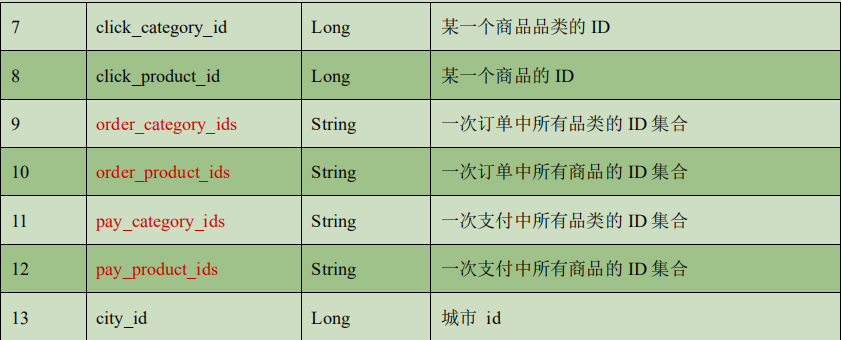 7 click_category_id Long 某一个商品品类的 ID
8 click_product_id Long 某一个商品的 ID
9 order_category_ids String 一次订单中所有品类的 ID 集合
10 order_product_ids String 一次订单中所有商品的 ID 集合
11 pay_category_ids String 一次支付中所有品类的 ID 集合
12 pay_product_ids String 一次支付中所有商品的 ID 集合
13 city_id Long 城市 id